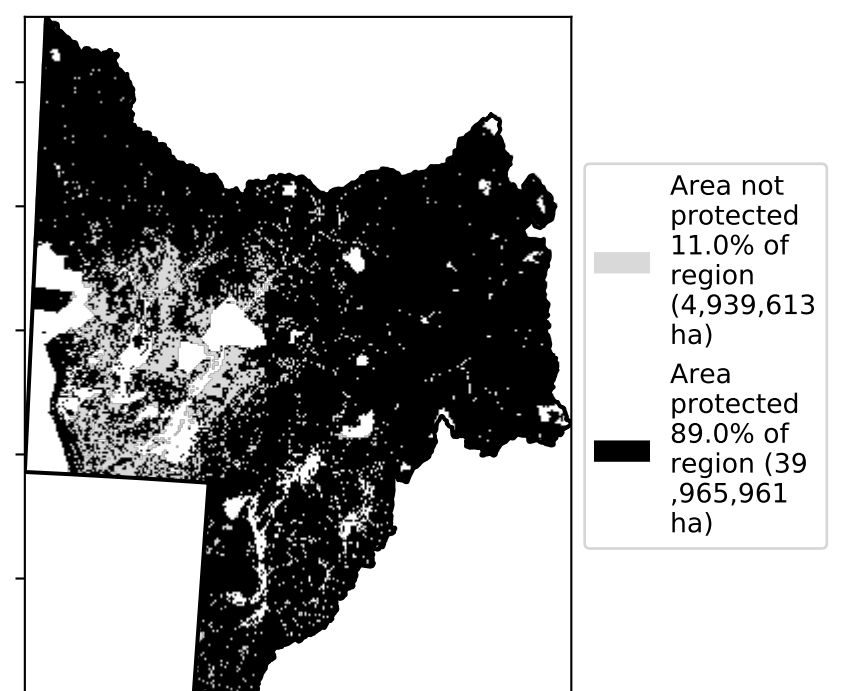 Area not
protected
11.0% of
region
(4,939,613
ha)
Area
protected
89.0% of
region (39
,965,961
ha)